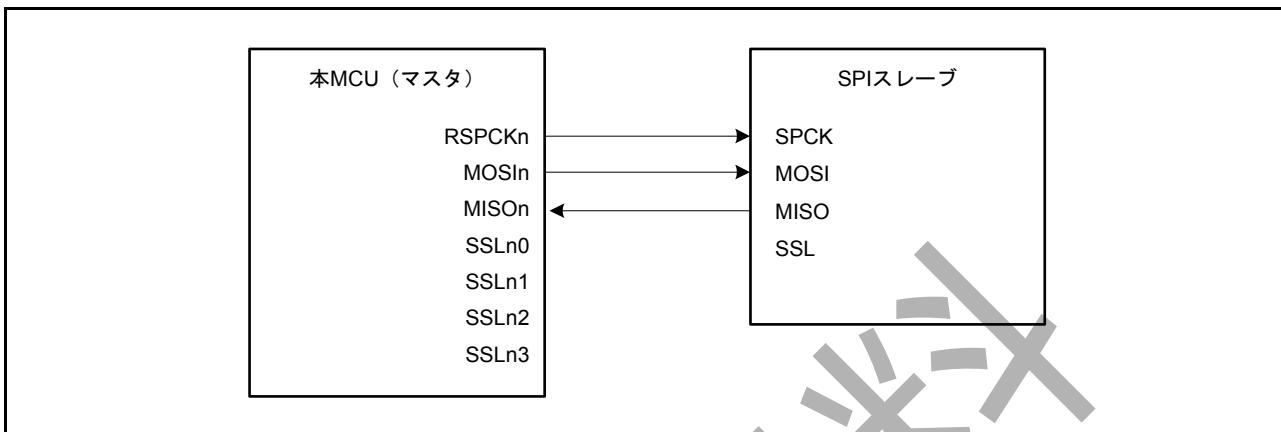 本MCU（マスタ）
RSPCKn
MOSIn
MISOn
SSLn0
SSLn1
SSLn2
SSLn3
SPIスレーブ
SPCK
MOSI
MISO
SSL